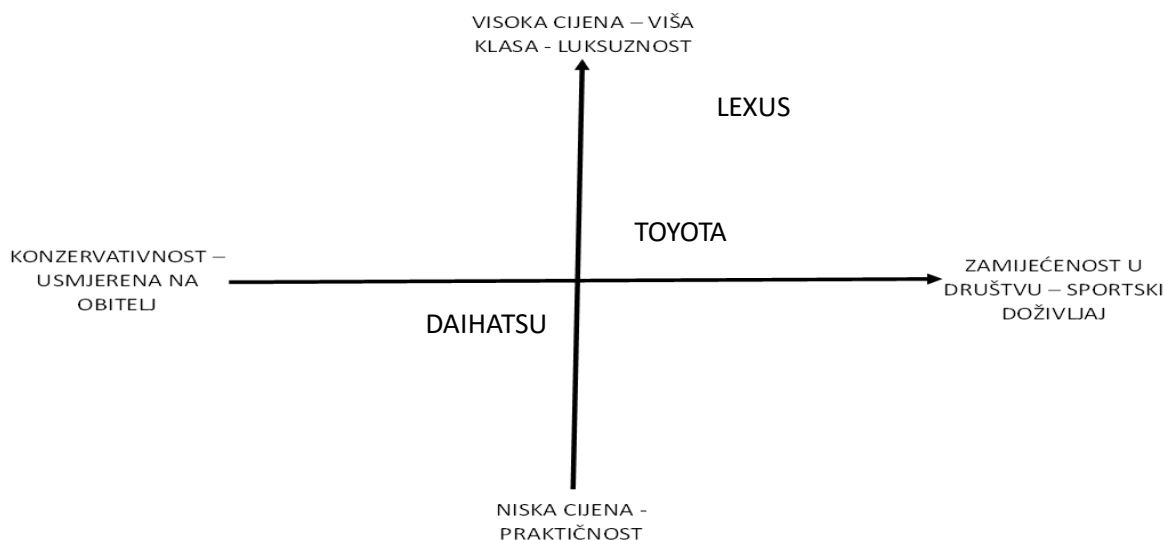 VISOKA CIJENA – VIŠA
KLASA - LUKSUZNOST
LEXUS
TOYOTA
KONZERVATIVNOST –
USMJERENA NA
OBITELJ
ZAMIJEĆENOST U
DRUŠTVU – SPORTSKI
DOŽIVLJAJ
DAIHATSU
NISKA CIJENA -
PRAKTIČNOST